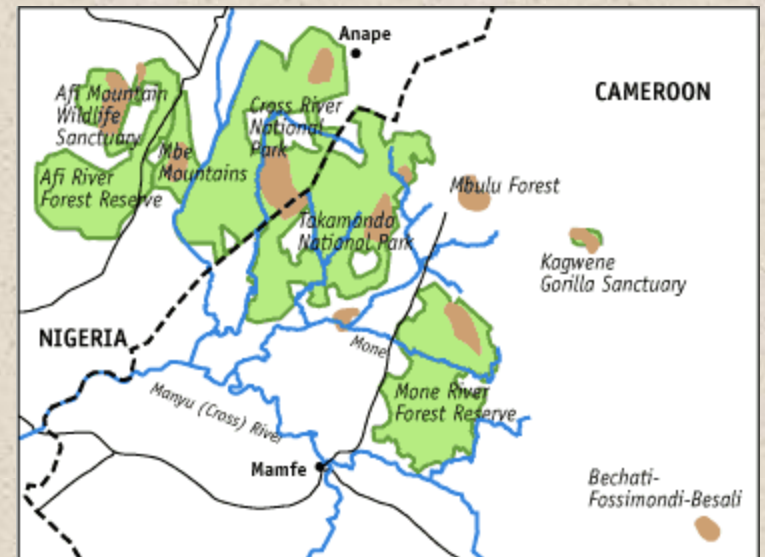 Anape
CAMEROON
Afi Mountain
Wildlife
Sanctuary
Cross River
National
Park
Mbe
Mountains
Afi River
Forest Reserve
Mbulu Forest
Takamanda
National Park
Kagwene
Gorilla Sanctuary
NIGERIA
Mone
Manyu (Cross) River
Mone River
Forest Reserve
Mamfe
Bechati-
Fossimondi-Besali